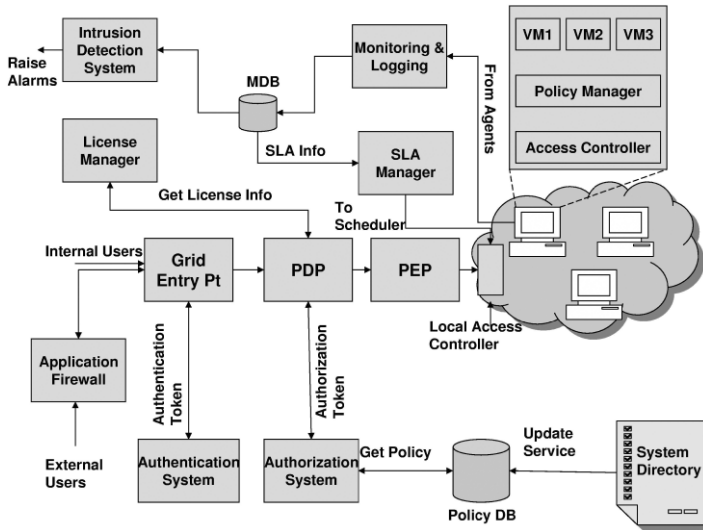 Intrusion
Detection
System
Raise
Alarms
MDB
Monitoring &
Logging
From Agents
VM1
VM2
VM3
Policy Manager
Access Controller
License
Manager
SLA Info
SLA
Manager
Get License Info
To
Scheduler
Internal Users
Grid
Entry Pt
PDP
PEP
Local Access
Controller
Application
Firewall
Authentication
Token
Authorization
Token
External
Users
Authentication
System
Authorization
System
Get Policy
Policy DB
Update
Service
System
Directory